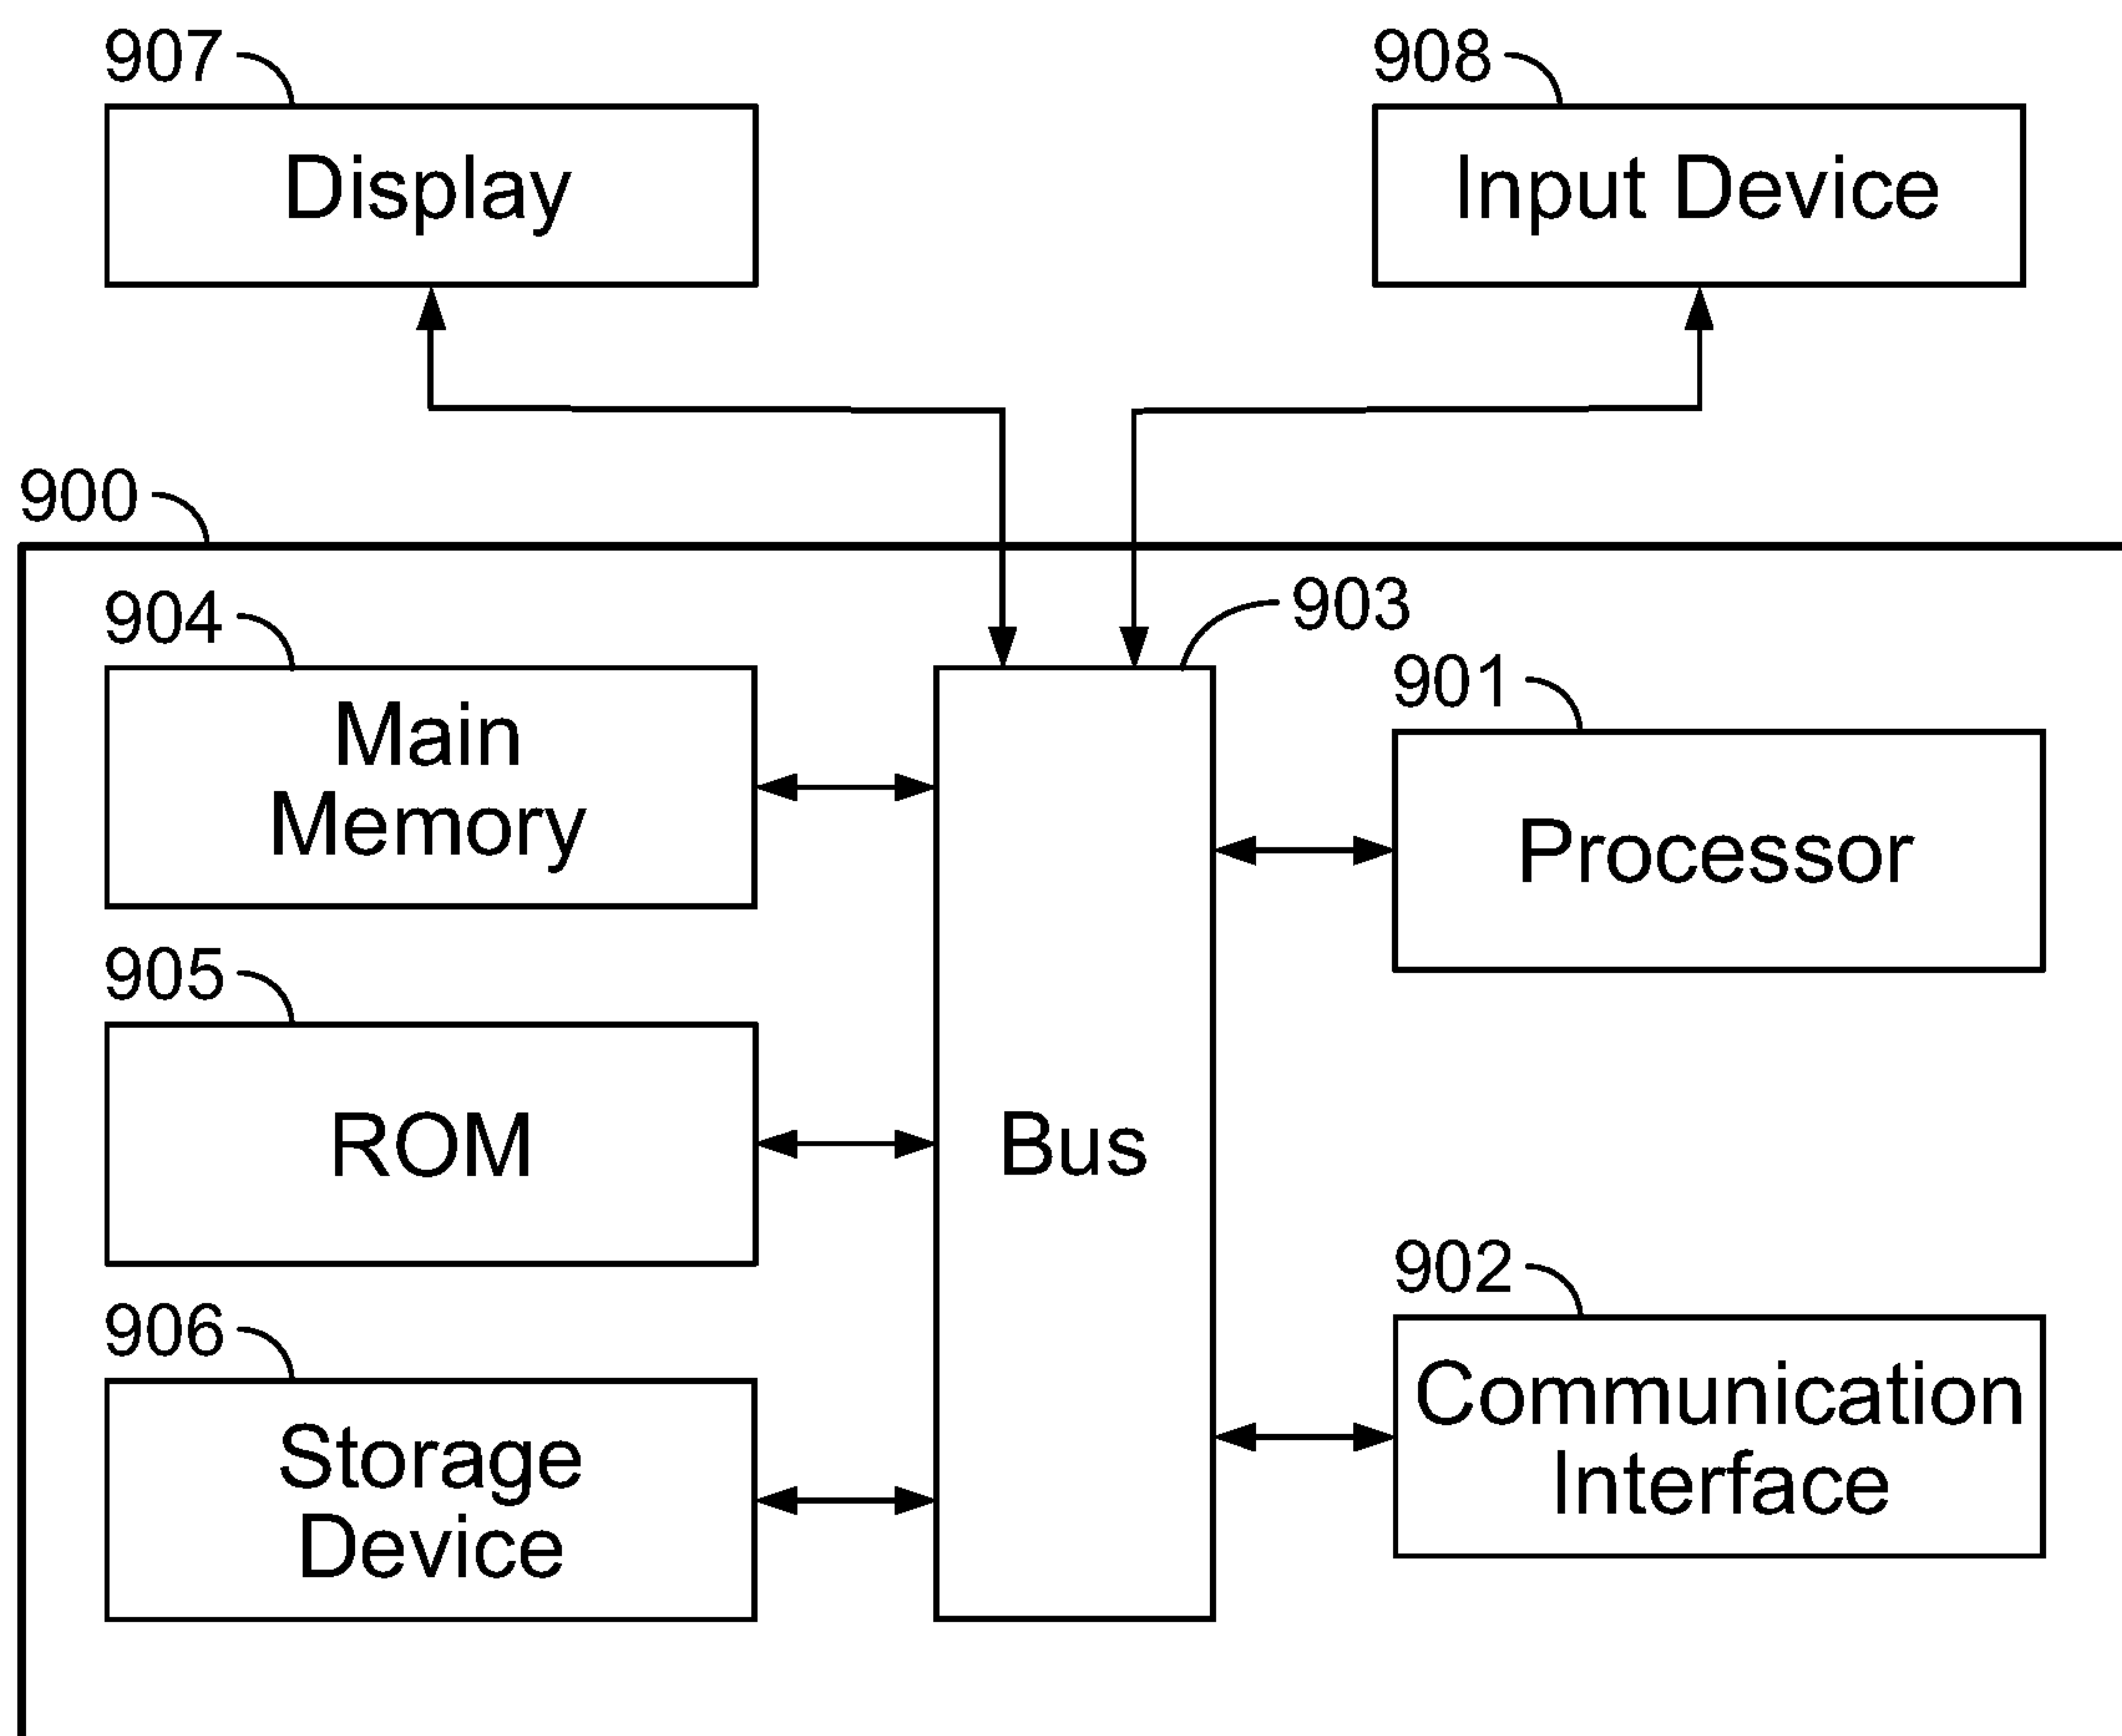 907
Display
908
Input Device
900
904
Main
Memory
903
901
Processor
905
ROM
Bus
906
Storage
Device
902
Communication
Interface